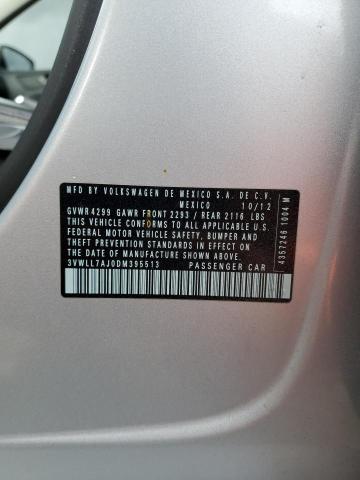 MFD BY VOLKSWAGEN DE MEXICO S.A. DE C.V.
MEXICO 10/12
GVWR 4299 GAWR FRONT 2293 / REAR 2116 LBS
THIS VEHICLE CONFORMS TO ALL APPLICABLE U.S.
FEDERAL MOTOR VEHICLE SAFETY, BUMPER AND
THEFT PREVENTION STANDARDS IN EFFECT ON
THE DATE OF MANUFACTURE SHOWN ABOVE.
3VWLL7AJ0DM395513 PASSENGER CAR
4357246 1004 M